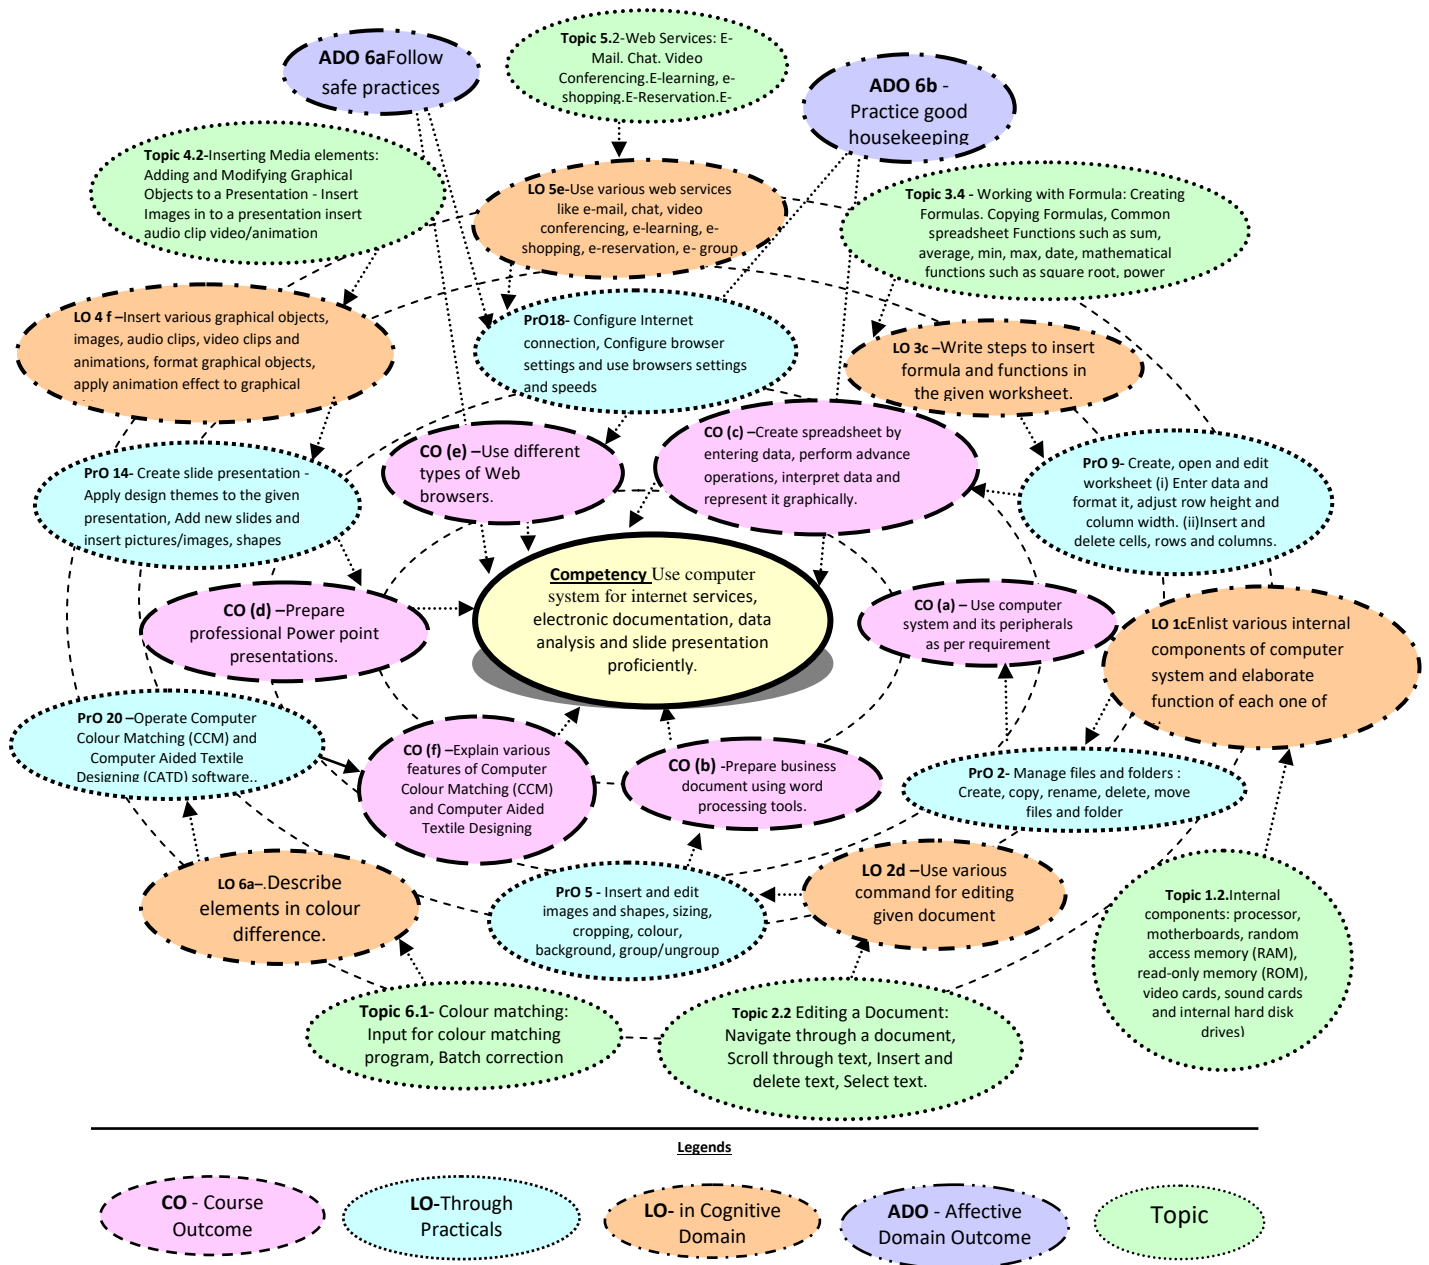 ADO 6aFollow
safe practices
Topic 5.2-Web Services: E-
Mail. Chat. Video
Conferencing.E-learning, e-
shopping.E-Reservation.E-
ADO 6b -
Practice good
housekeeping
Topic 4.2-Inserting Media elements:
Adding and Modifying Graphical
Objects to a Presentation - Insert
Images in to a presentation insert
audio clip video/animation
LO 5e-Use various web services
like e-mail, chat, video
conferencing, e-learning, e-
shopping, e-reservation, e- group
Topic 3.4 - Working with Formula: Creating
Formulas. Copying Formulas, Common
spreadsheet Functions such as sum,
average, min, max, date, mathematical
functions such as square root, power
LO 4 f –Insert various graphical objects,
images, audio clips, video clips and
animations, format graphical objects,
apply animation effect to graphical
PrO18- Configure Internet
connection, Configure browser
settings and use browsers settings
and speeds
LO 3c –Write steps to insert
formula and functions in
the given worksheet.
PrO 14- Create slide presentation -
Apply design themes to the given
presentation, Add new slides and
insert pictures/images, shapes
CO (e) –Use different
types of Web
browsers.
CO (c) –Create spreadsheet by
entering data, perform advance
operations, interpret data and
represent it graphically.
PrO 9- Create, open and edit
worksheet (i) Enter data and
format it, adjust row height and
column width. (ii)Insert and
delete cells, rows and columns.
Competency Use computer
system for internet services,
electronic documentation, data
analysis and slide presentation
proficiently.
CO (d) –Prepare
professional Power point
presentations.
CO (a) – Use computer
system and its peripherals
as per requirement
LO 1cEnlist various internal
components of computer
system and elaborate
function of each one of
PrO 20 –Operate Computer
Colour Matching (CCM) and
Computer Aided Textile
Designing (CATD) software..
CO (f) –Explain various
features of Computer
Colour Matching (CCM)
and Computer Aided
Textile Designing
CO (b) -Prepare business
document using word
processing tools.
PrO 2- Manage files and folders :
Create, copy, rename, delete, move
files and folder
LO 6a–.Describe
elements in colour
difference.
PrO 5 - Insert and edit
images and shapes, sizing,
cropping, colour,
background, group/ungroup
LO 2d –Use various
command for editing
given document
Topic 1.2.Internal
components: processor,
motherboards, random
access memory (RAM),
read-only memory (ROM),
video cards, sound cards
and internal hard disk
drives)
Topic 6.1- Colour matching:
Input for colour matching
program, Batch correction
Topic 2.2 Editing a Document:
Navigate through a document,
Scroll through text, Insert and
delete text, Select text.
Legends
CO - Course
Outcome
LO-Through
Practicals
LO- in Cognitive
Domain
ADO - Affective
Domain Outcome
Topic